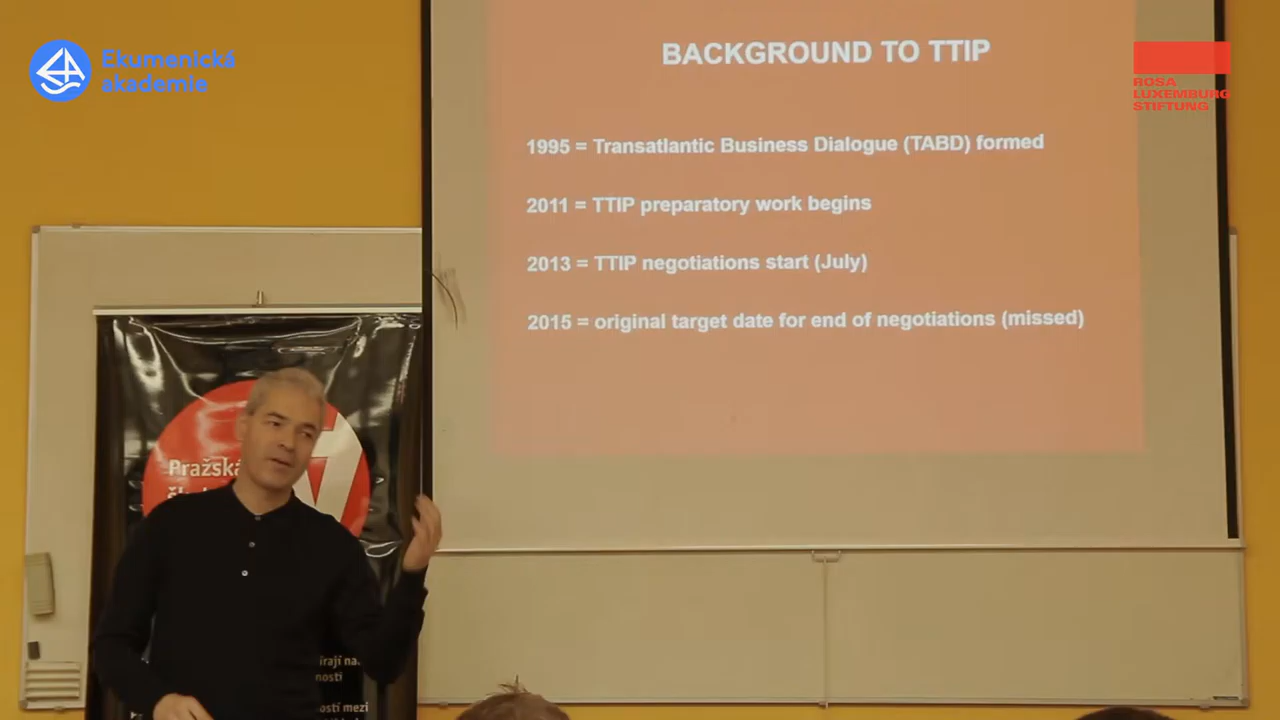 Ekumenická
akademie
ROSA
LUXEMBURG
STIFTUNG
BACKGROUND TO TTIP
1995 = Transatlantic Business Dialogue (TABD) formed
2011 = TTIP preparatory work begins
2013 = TTIP negotiations start (July)
2015 = original target date for end of negotiations (missed)
Pražská